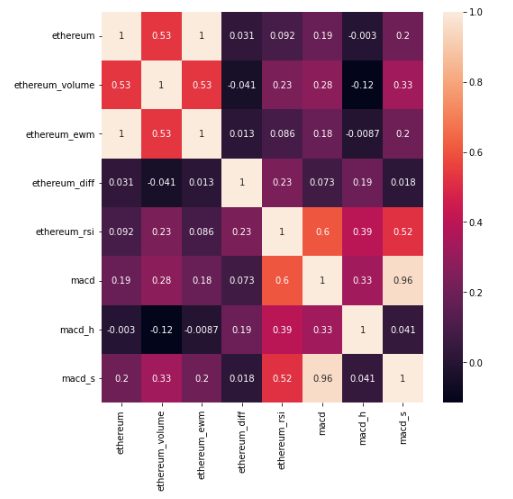 ethereum 1 0.53 1 0.031 0.092 0.19 -0.003 0.2
ethereum_volume 0.53 1 0.53 -0.041 0.23 0.28 -0.12 0.33
ethereum_ewm 1 0.53 1 0.013 0.086 0.18 -0.0087 0.2
ethereum_diff 0.031 -0.041 0.013 1 0.23 0.073 0.19 0.018
ethereum_rsi 0.092 0.23 0.086 0.23 1 0.6 0.39 0.52
macd 0.19 0.28 0.18 0.073 0.6 1 0.33 0.96
macd_h -0.003 -0.12 -0.0087 0.19 0.39 0.33 1 0.041
macd_s 0.2 0.33 0.2 0.018 0.52 0.96 0.041 1
ethereum
ethereum_volume
ethereum_ewm
ethereum_diff
ethereum_rsi
macd
macd_h
macd_s
1.0
0.8
0.6
0.4
0.2
0.0